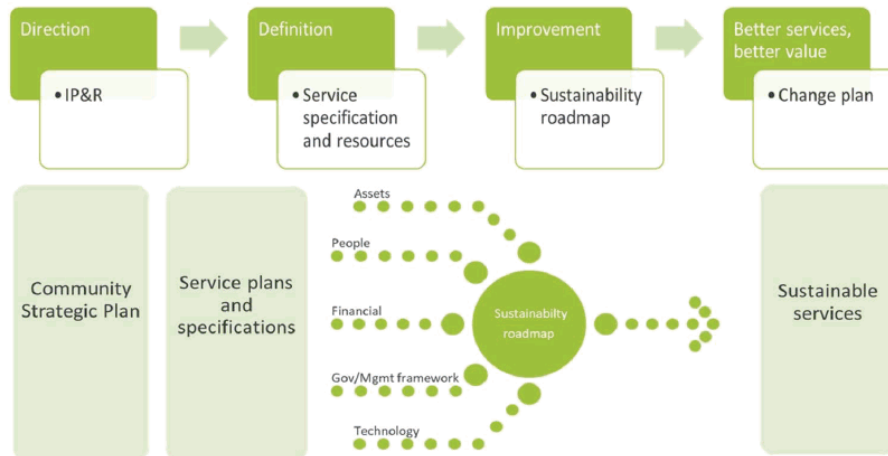 Direction
Definition
Improvement
Better services,
better value
• IP&R
• Service
specification
and resources
• Sustainability
roadmap
• Change plan
Assets
People
Financial
Gov/Mgmt framework
Technology
Community
Strategic Plan
Service plans
and
specifications
Sustainabilty
roadmap
Sustainable
services